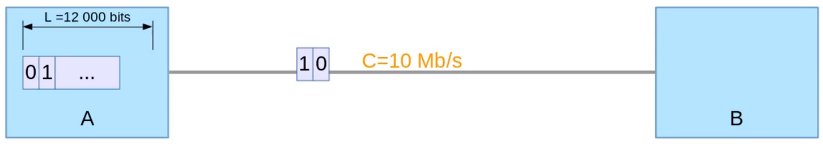 L =12 000 bits
0 1 ...
1 0
C=10 Mb/s
A
B